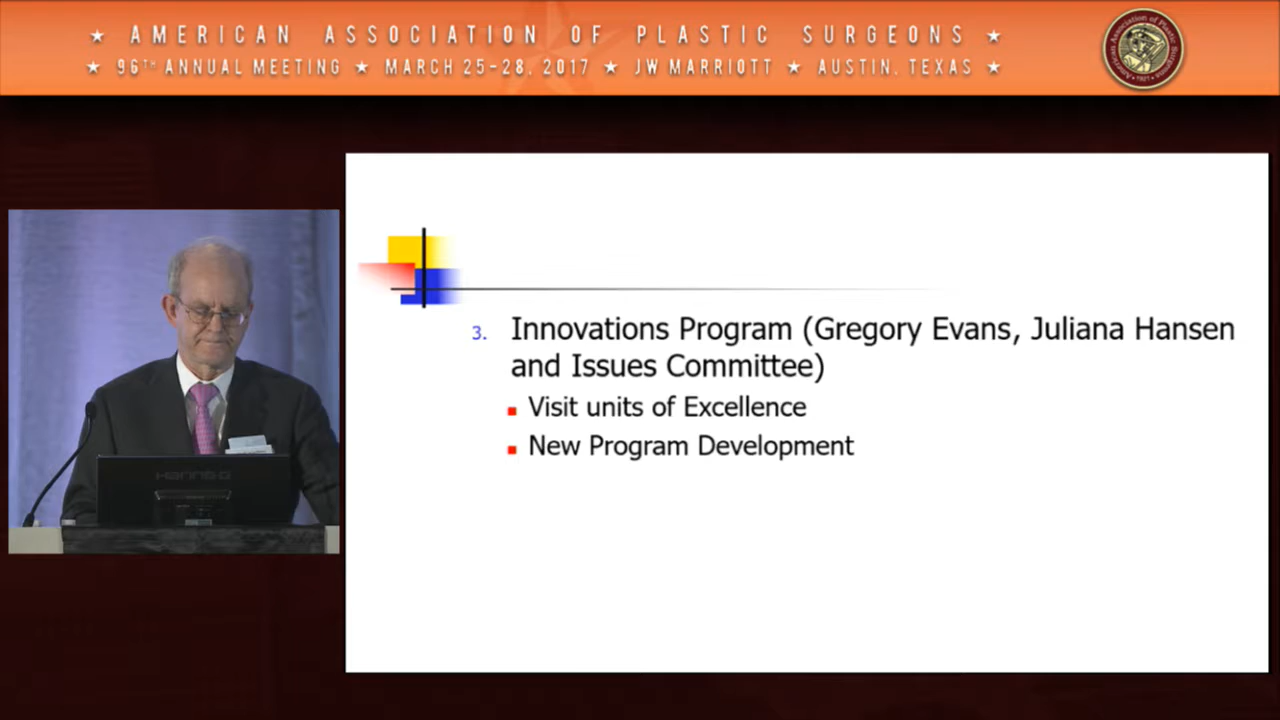 ★ AMERICAN ASSOCIATION OF PLASTIC SURGEONS ★
★ 96TH ANNUAL MEETING ★ MARCH 25-28, 2017 ★ JW MARRIOTT ★ AUSTIN, TEXAS ★
3. Innovations Program (Gregory Evans, Juliana Hansen
and Issues Committee)
▪ Visit units of Excellence
▪ New Program Development